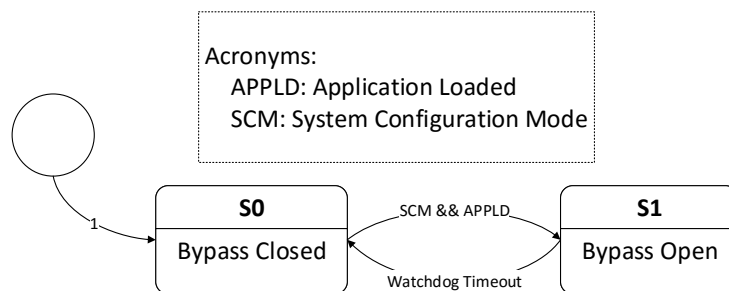 Acronyms:
APPLD: Application Loaded
SCM: System Configuration Mode
1
S0
Bypass Closed
SCM && APPLD
Watchdog Timeout
S1
Bypass Open